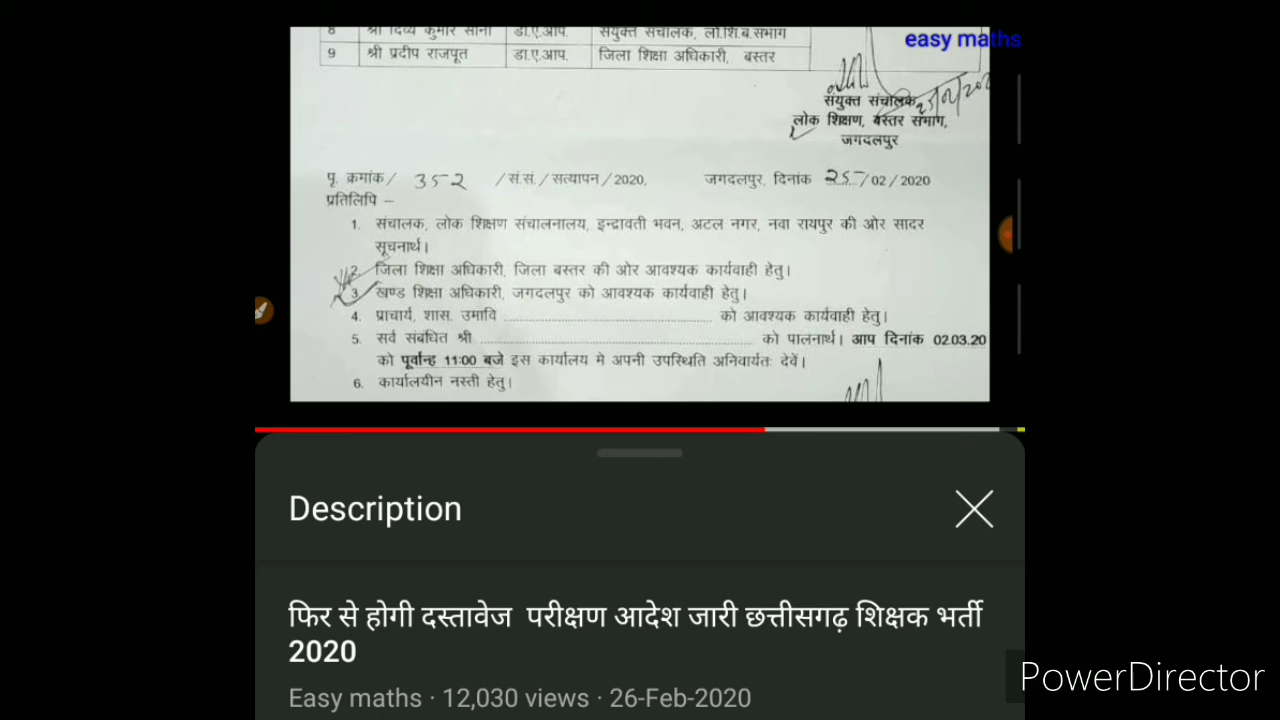 8 श्री दिव्य कुमार सोनी डी.ए.आप. संयुक्त संचालक, लो.शि.ब.संभाग
easy maths
9 श्री प्रदीप राजपूत डा.ए.आप. जिला शिक्षा अधिकारी, बस्तर
संयुक्त संचालक
लोक शिक्षण, बस्तर संभाग,
जगदलपुर
पृ. क्रमांक / 352 /सं.सं./सत्यापन/2020, जगदलपुर, दिनांक 25/02/2020
प्रतिलिपि –
1. संचालक, लोक शिक्षण संचालनालय, इन्द्रावती भवन, अटल नगर, नवा रायपुर की ओर सादर
सूचनार्थ।
2. जिला शिक्षा अधिकारी, जिला बस्तर की ओर आवश्यक कार्यवाही हेतु।
3. खण्ड शिक्षा अधिकारी, जगदलपुर को आवश्यक कार्यवाही हेतु।
4. प्राचार्य, शास. उमावि .................................................... को आवश्यक कार्यवाही हेतु।
5. सर्व संबंधित श्री .................................................................... को पालनार्थ। आप दिनांक 02.03.20
को पूर्वान्ह 11:00 बजे इस कार्यालय मे अपनी उपस्थिति अनिवार्यतः देवें।
6. कार्यालयीन नस्ती हेतु।
Description
फिर से होगी दस्तावेज परीक्षण आदेश जारी छत्तीसगढ़ शिक्षक भर्ती
2020
Easy maths · 12,030 views · 26-Feb-2020
PowerDirector